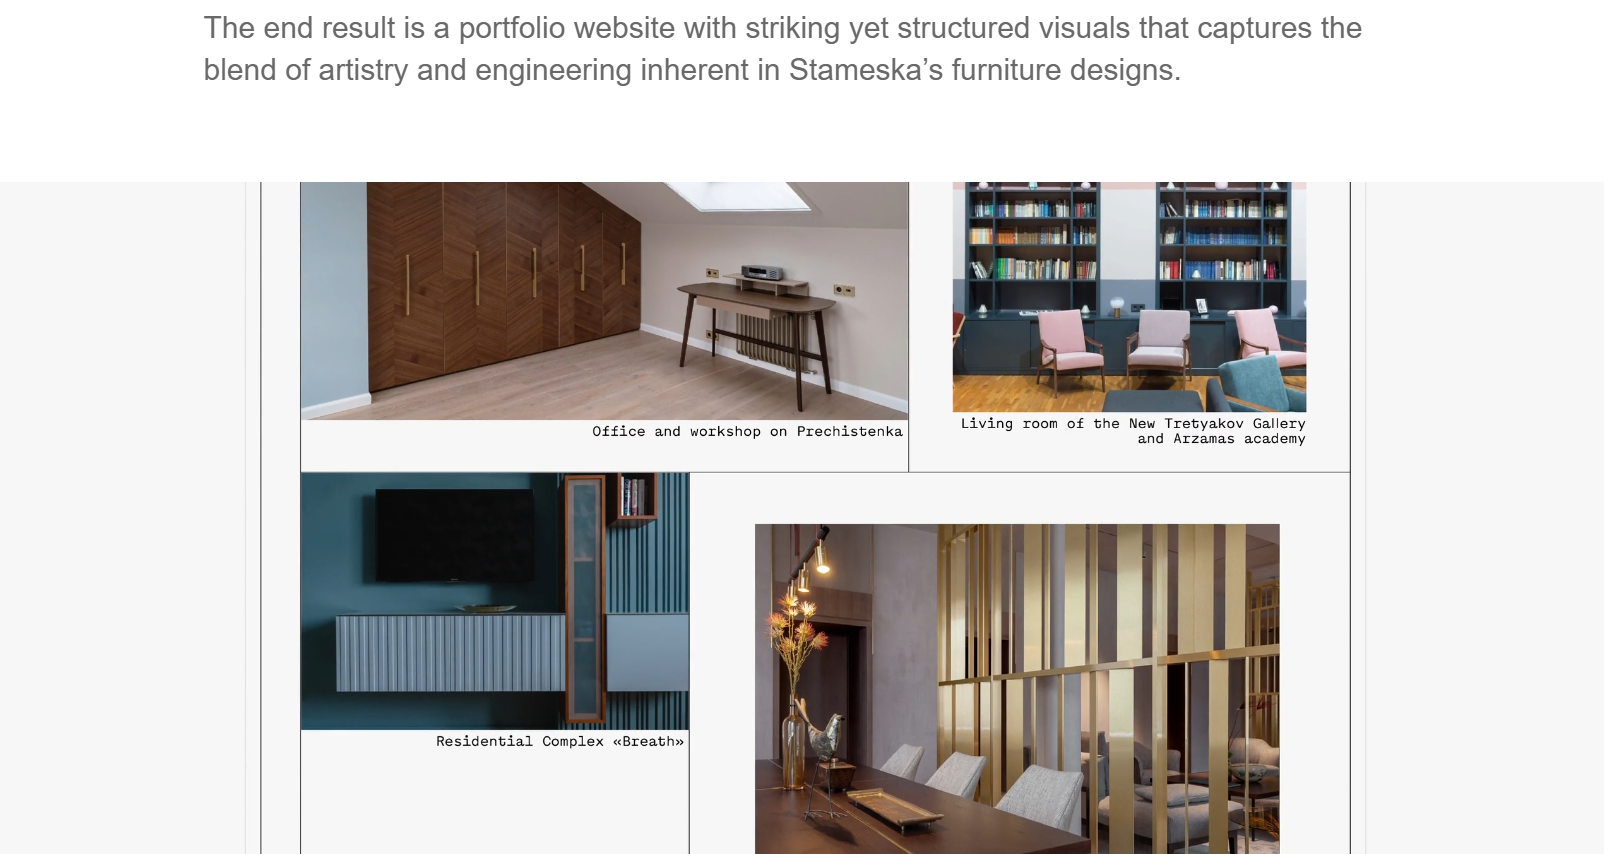 The end result is a portfolio website with striking yet structured visuals that captures the
blend of artistry and engineering inherent in Stameska’s furniture designs.
Office and workshop on Prechistenka
Living room of the New Tretyakov Gallery
and Arzamas academy
Residential Complex «Breath»